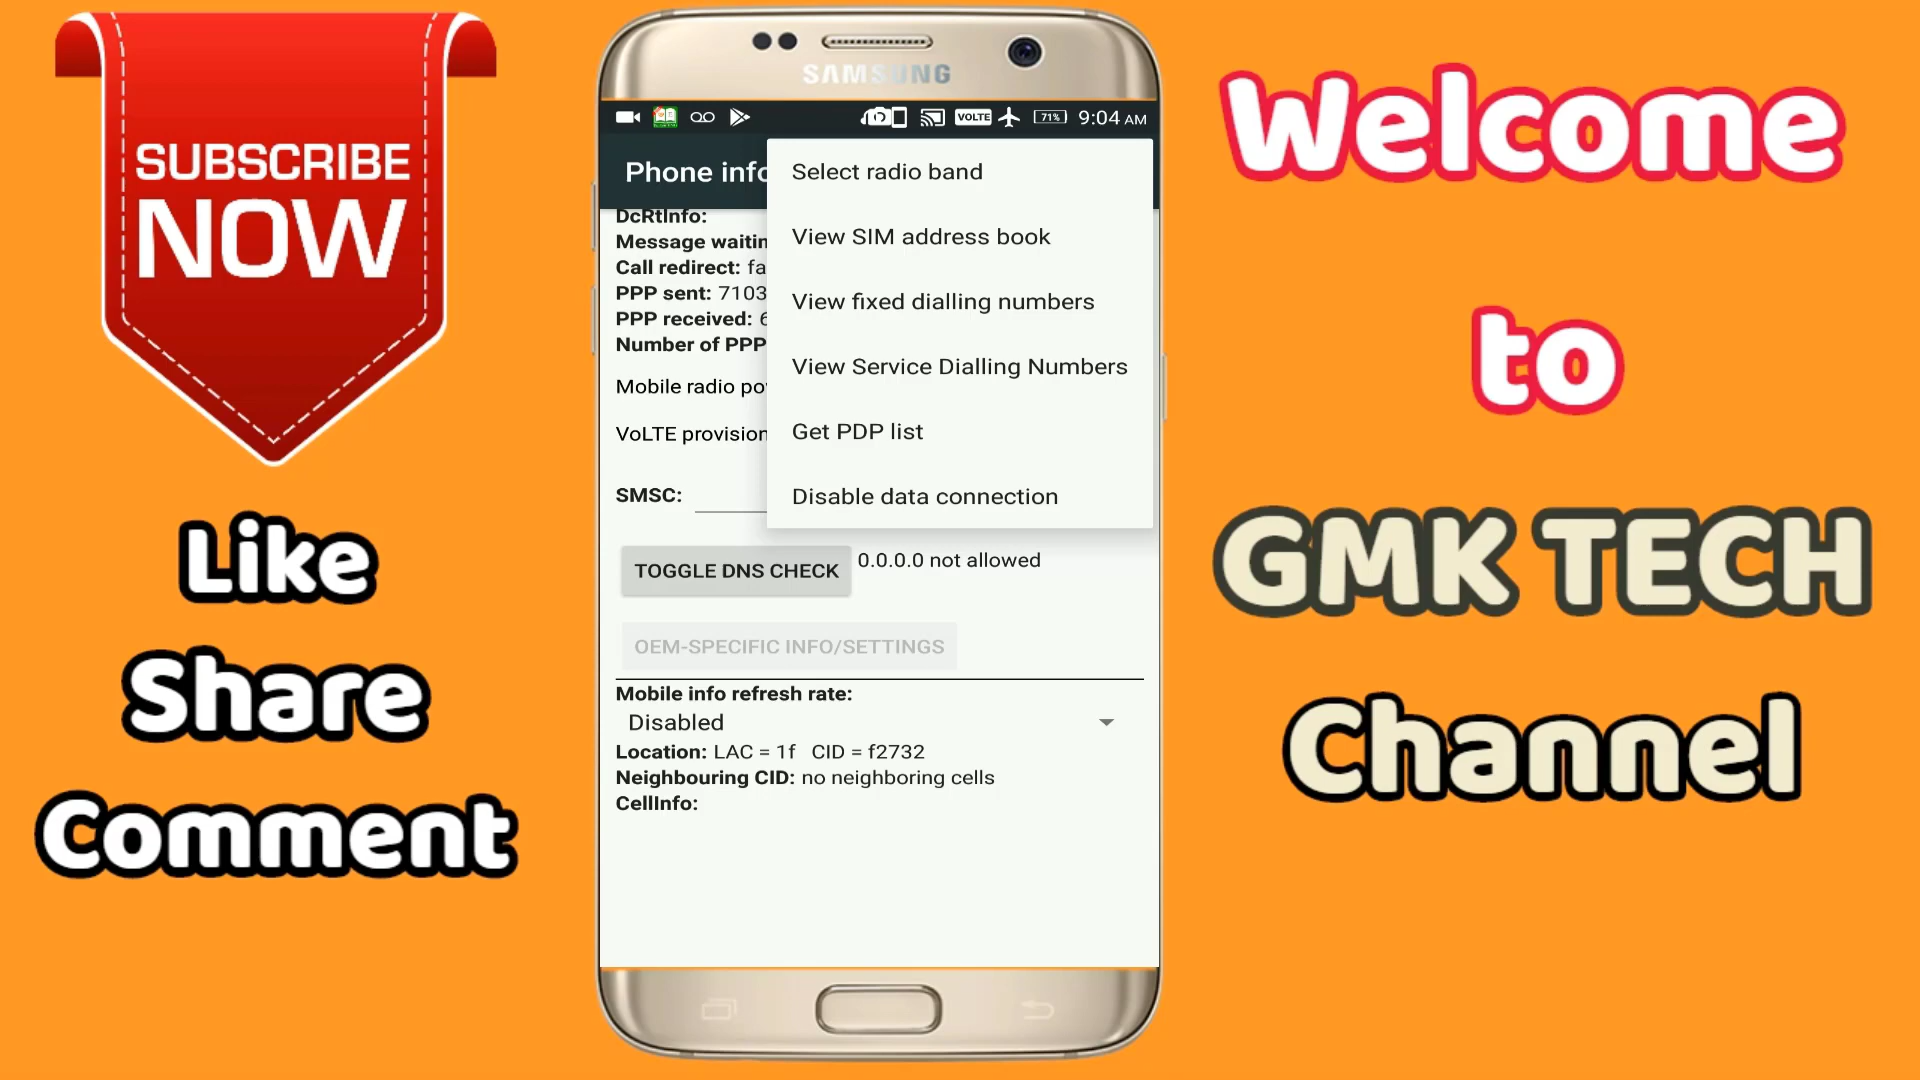 SUBSCRIBE
NOW
Like
Share
Comment
SAMSUNG
VOLTE
71%
9:04 AM
Phone info
Select radio band
View SIM address book
View fixed dialling numbers
View Service Dialling Numbers
Get PDP list
Disable data connection
DcRtInfo:
Message waitin
Call redirect: fa
PPP sent: 7103
PPP received: 6
Number of PPP
Mobile radio po
VoLTE provision
SMSC:
TOGGLE DNS CHECK 0.0.0.0 not allowed
OEM-SPECIFIC INFO/SETTINGS
Mobile info refresh rate:
Disabled
Location: LAC = 1f CID = f2732
Neighbouring CID: no neighboring cells
CellInfo:
Welcome
to
GMK TECH
Channel